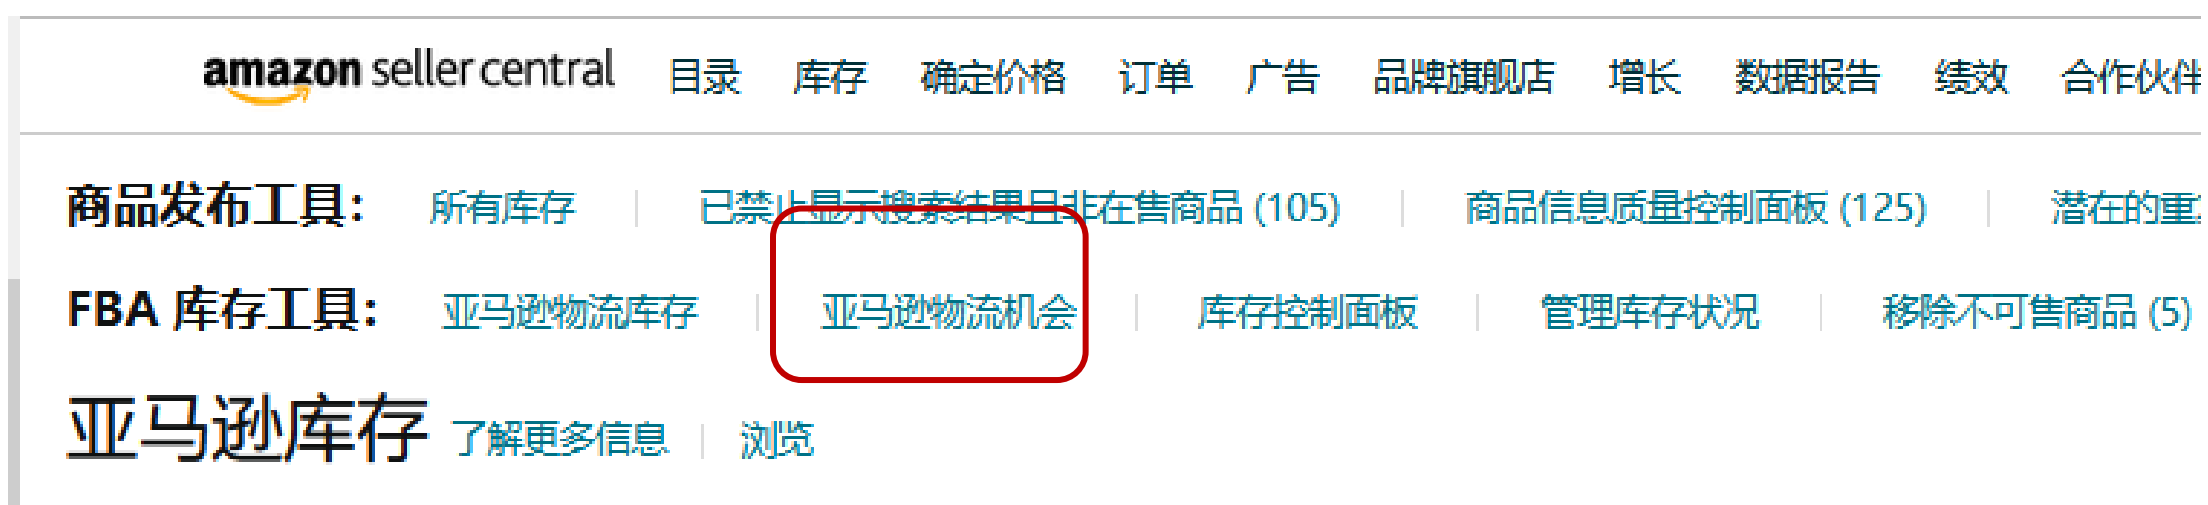 amazon seller central 目录 库存 确定价格 订单 广告 品牌旗舰店 增长 数据报告 绩效 合作伙伴
商品发布工具: 所有库存 | 已禁止显示搜索结果且非在售商品 (105) | 商品信息质量控制面板 (125) | 潜在的重
FBA 库存工具: 亚马逊物流库存 | 亚马逊物流机会 | 库存控制面板 | 管理库存状况 | 移除不可售商品 (5)
亚马逊库存 了解更多信息 | 浏览